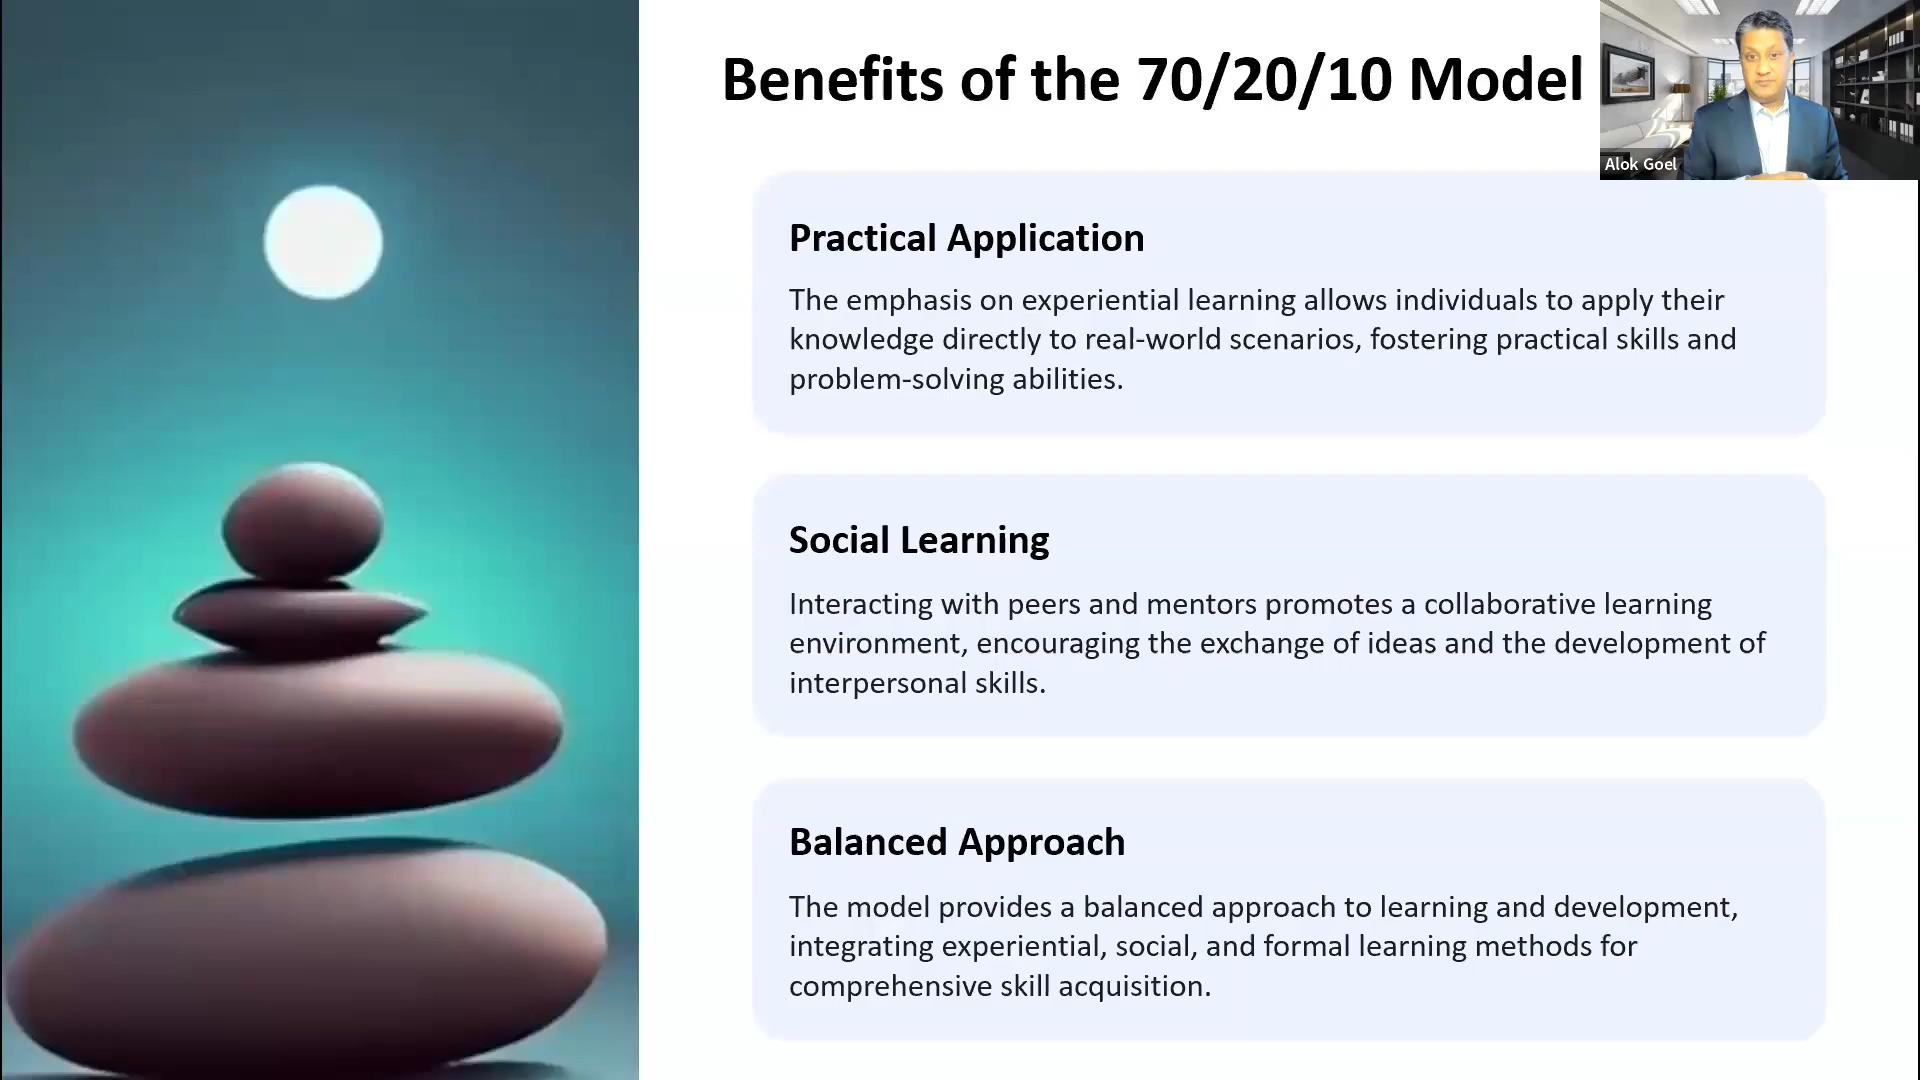 Benefits of the 70/20/10 Model
Alok Goel
Practical Application
The emphasis on experiential learning allows individuals to apply their
knowledge directly to real-world scenarios, fostering practical skills and
problem-solving abilities.
Social Learning
Interacting with peers and mentors promotes a collaborative learning
environment, encouraging the exchange of ideas and the development of
interpersonal skills.
Balanced Approach
The model provides a balanced approach to learning and development,
integrating experiential, social, and formal learning methods for
comprehensive skill acquisition.